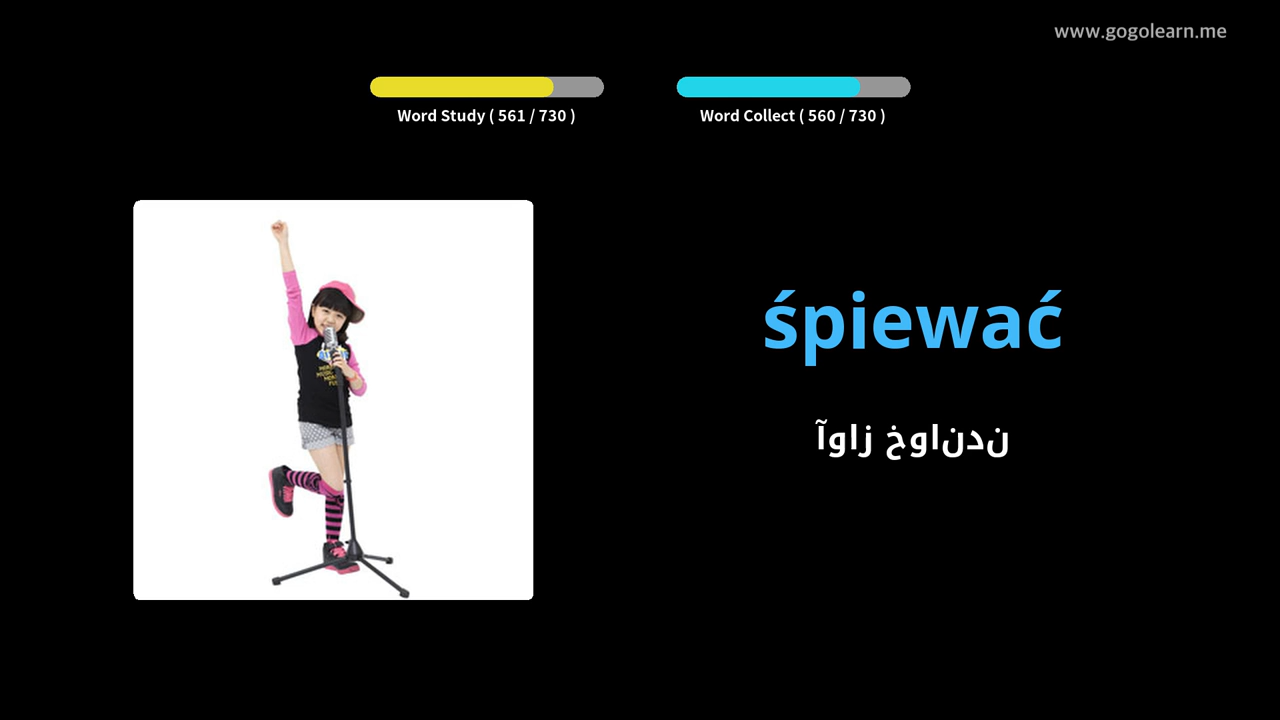 www.gogolearn.me
Word Study ( 561 / 730 )
Word Collect ( 560 / 730 )
śpiewać
آواز خواندن